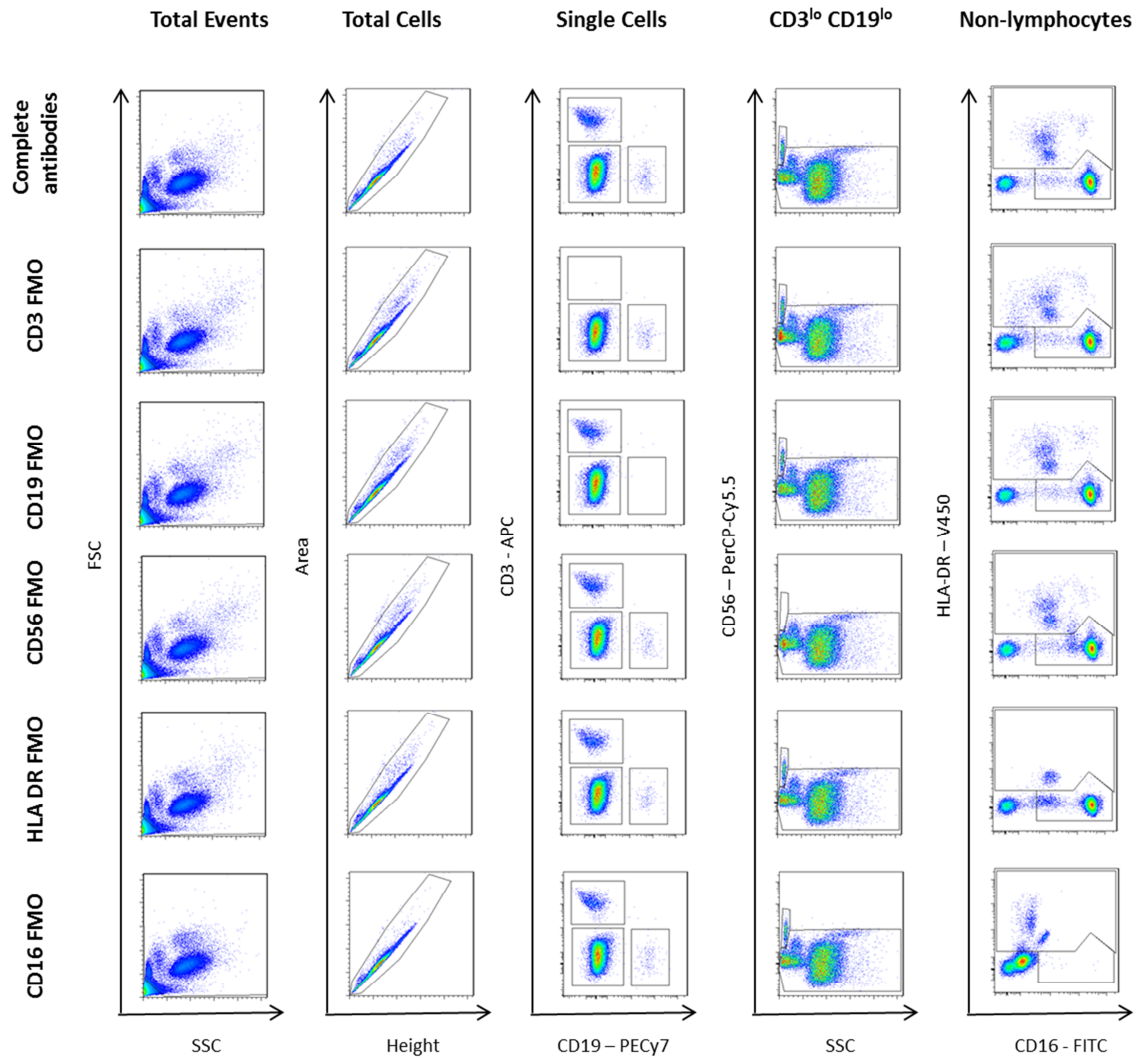 Total Events
Total Cells
Single Cells
CD3lo CD19lo
Non-lymphocytes
Complete
antibodies
CD3 FMO
CD19 FMO
CD56 FMO
HLA DR FMO
CD16 FMO
FSC
Area
CD3 - APC
CD56 – PerCP-Cy5.5
HLA-DR – V450
SSC
Height
CD19 – PECy7
SSC
CD16 - FITC